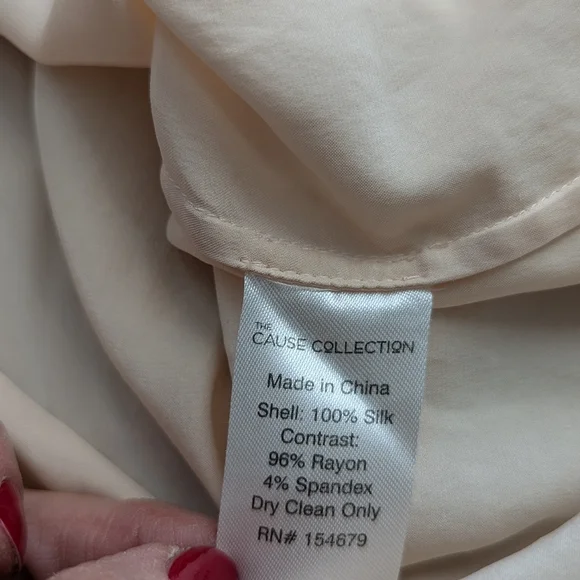 THE
CAUSE COLLECTION
Made in China
Shell: 100% Silk
Contrast:
96% Rayon
4% Spandex
Dry Clean Only
RN# 154679